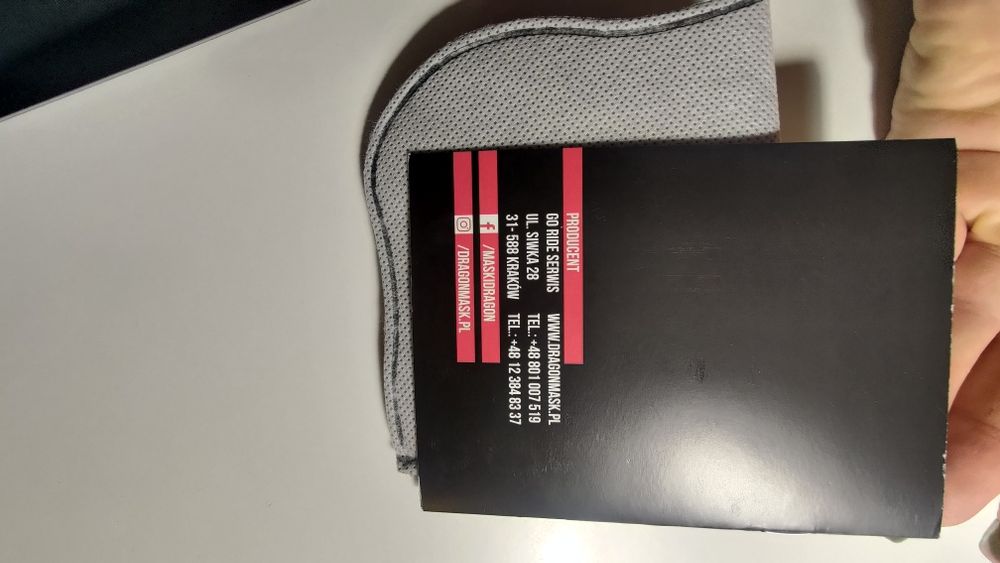 PRODUCENT
GO RIDE SERWIS WWW.DRAGONMASK.PL
UL. SIWKA 28 TEL.: +48 801 007 519
31- 588 KRAKÓW TEL.: +48 12 384 83 37
f /MASKIDRAGON
/DRAGONMASK.PL